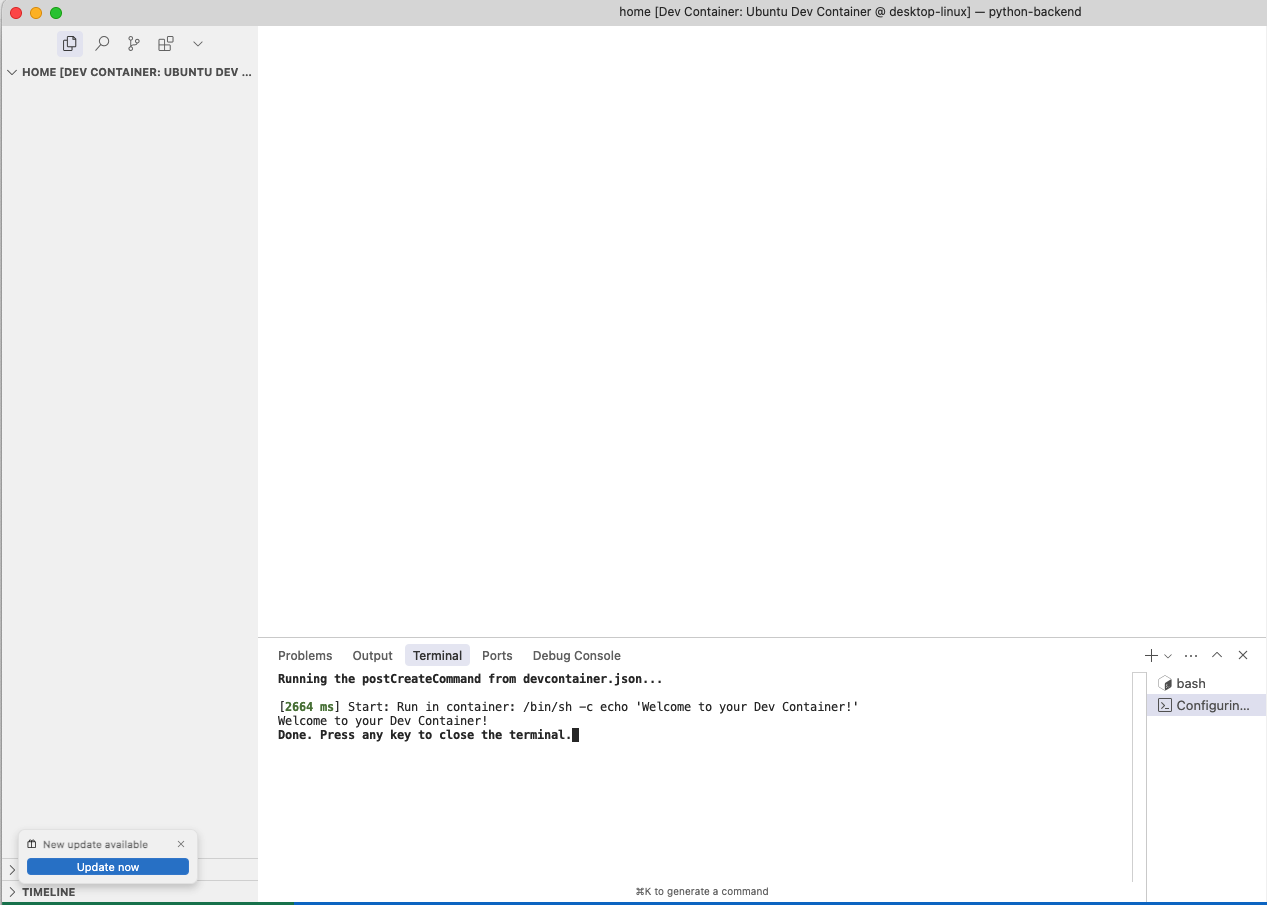 home [Dev Container: Ubuntu Dev Container @ desktop-linux] — python-backend
HOME [DEV CONTAINER: UBUNTU DEV ...
Problems Output Terminal Ports Debug Console
Running the postCreateCommand from devcontainer.json...
[2664 ms] Start: Run in container: /bin/sh -c echo 'Welcome to your Dev Container!'
Welcome to your Dev Container!
Done. Press any key to close the terminal.
bash
Configurin...
New update available
Update now
TIMELINE
⌘K to generate a command